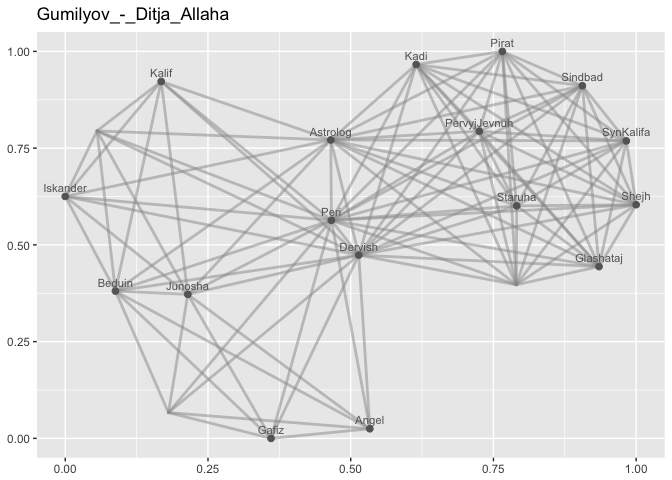 Gumilyov_-_Ditja_Allaha
1.00
0.75
0.50
0.25
0.00
Pirat
Kadi
Sindbad
Kalif
PervyjJevnuh
Astrolog
SynKalifa
Iskander
Staruha
Shejh
Peri
Dervish
Glashataj
Beduin
Junosha
Angel
Gafiz
0.00
0.25
0.50
0.75
1.00